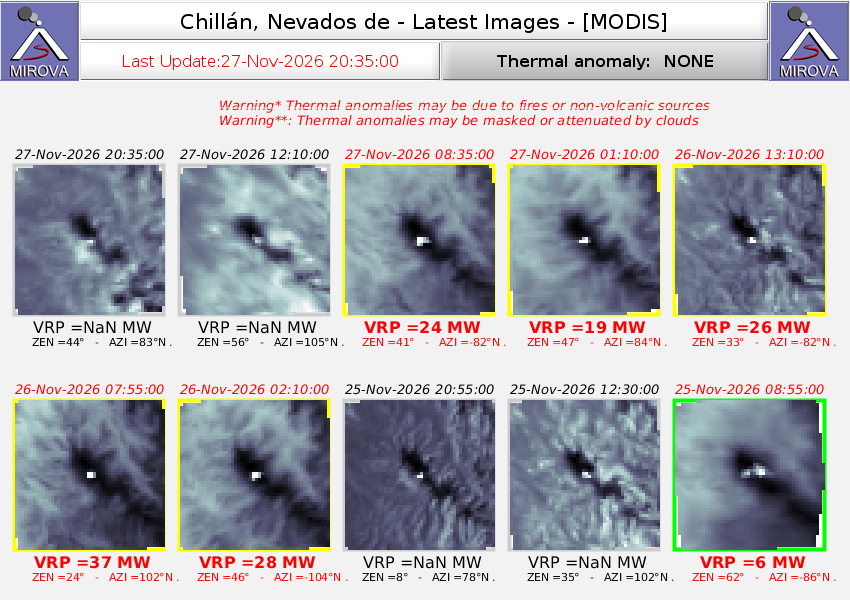 Chillán, Nevados de - Latest Images - [MODIS]
MIROVA
Last Update:27-Nov-2026 20:35:00
Thermal anomaly: NONE
MIROVA
Warning* Thermal anomalies may be due to fires or non-volcanic sources
Warning**: Thermal anomalies may be masked or attenuated by clouds
27-Nov-2026 20:35:00
27-Nov-2026 12:10:00
27-Nov-2026 08:35:00
27-Nov-2026 01:10:00
26-Nov-2026 13:10:00
VRP =NaN MW
VRP =NaN MW
VRP =24 MW
VRP =19 MW
VRP =26 MW
ZEN =44° - AZI =83°N .
ZEN =56° - AZI =105°N .
ZEN =41° - AZI =-82°N .
ZEN =47° - AZI =84°N .
ZEN =33° - AZI =-82°N .
26-Nov-2026 07:55:00
26-Nov-2026 02:10:00
25-Nov-2026 20:55:00
25-Nov-2026 12:30:00
25-Nov-2026 08:55:00
VRP =37 MW
VRP =28 MW
VRP =NaN MW
VRP =NaN MW
VRP =6 MW
ZEN =24° - AZI =102°N .
ZEN =46° - AZI =-104°N .
ZEN =8° - AZI =78°N .
ZEN =35° - AZI =102°N .
ZEN =62° - AZI =-86°N .